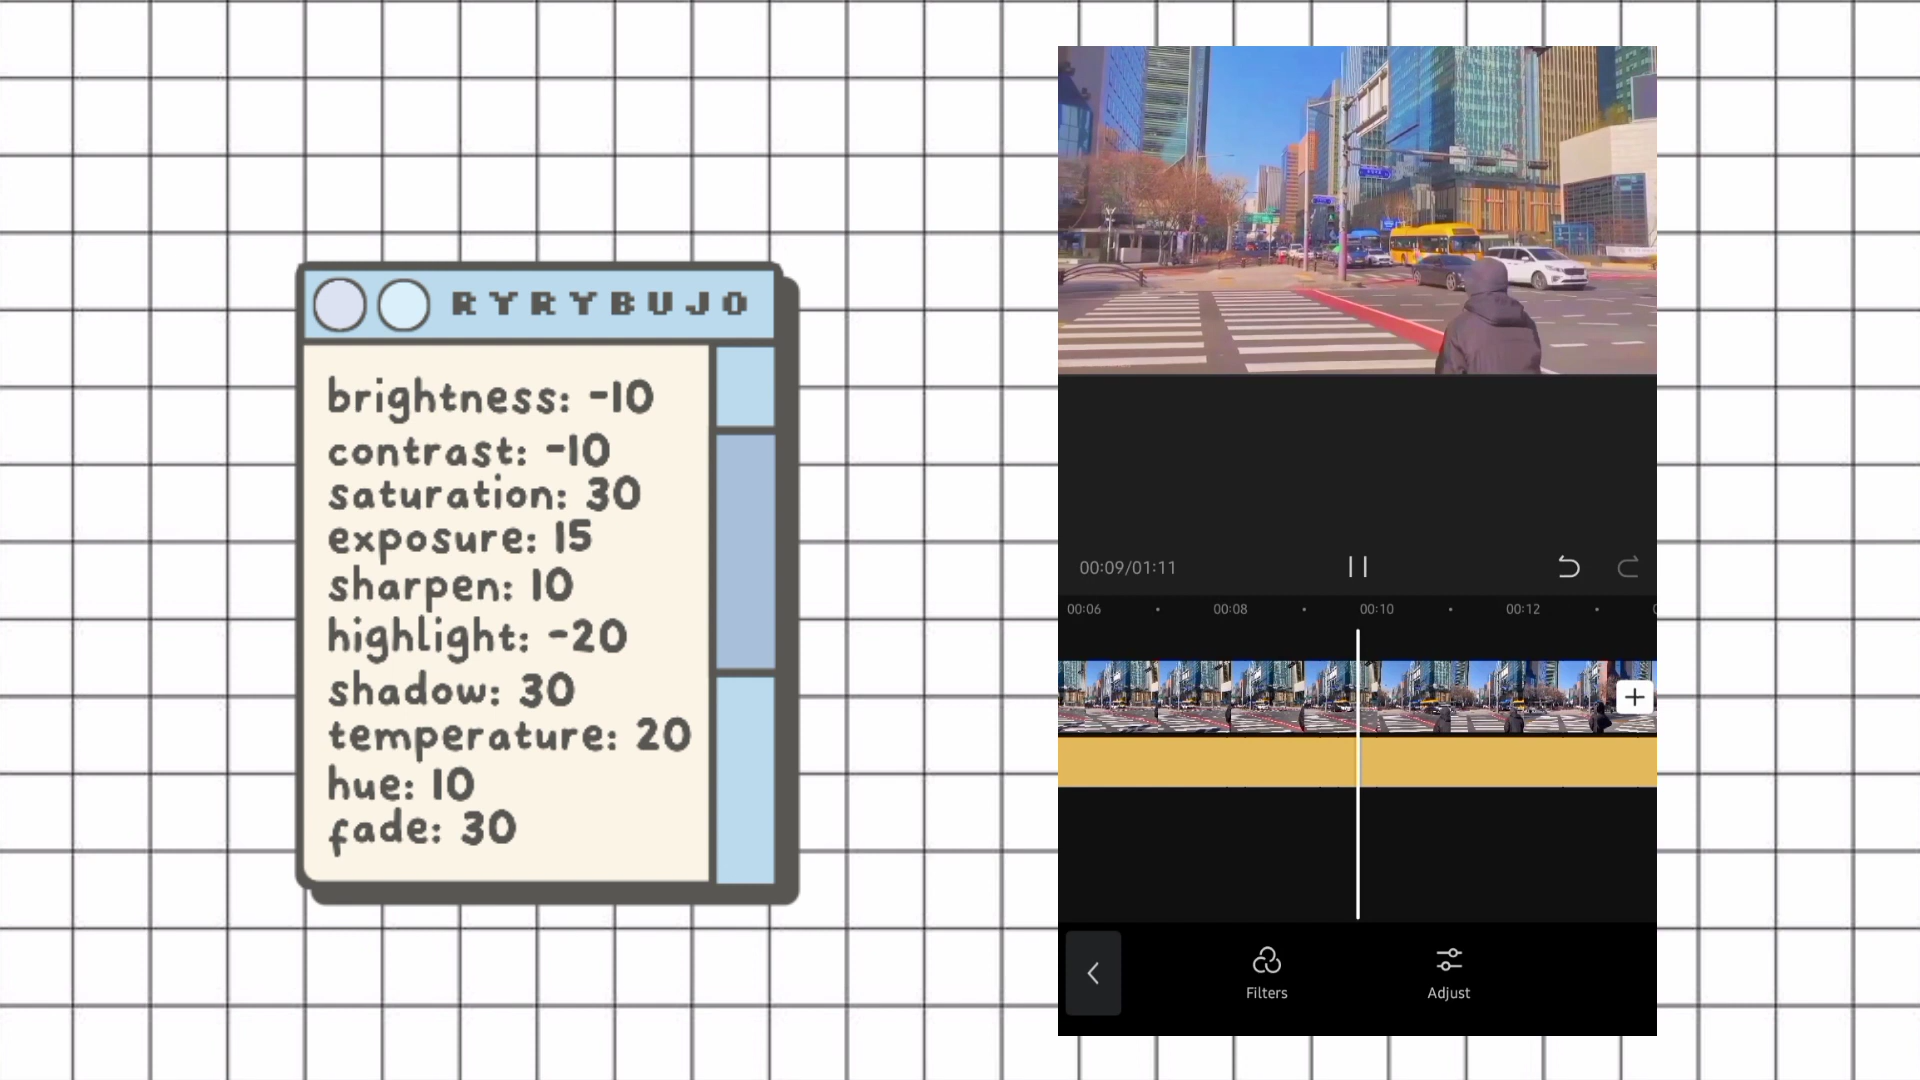 RYRYBUJO
brightness: -10
contrast: -10
saturation: 30
exposure: 15
sharpen: 10
highlight: -20
shadow: 30
temperature: 20
hue: 10
fade: 30
00:09/01:11
00:06
00:08
00:10
00:12
Filters
Adjust